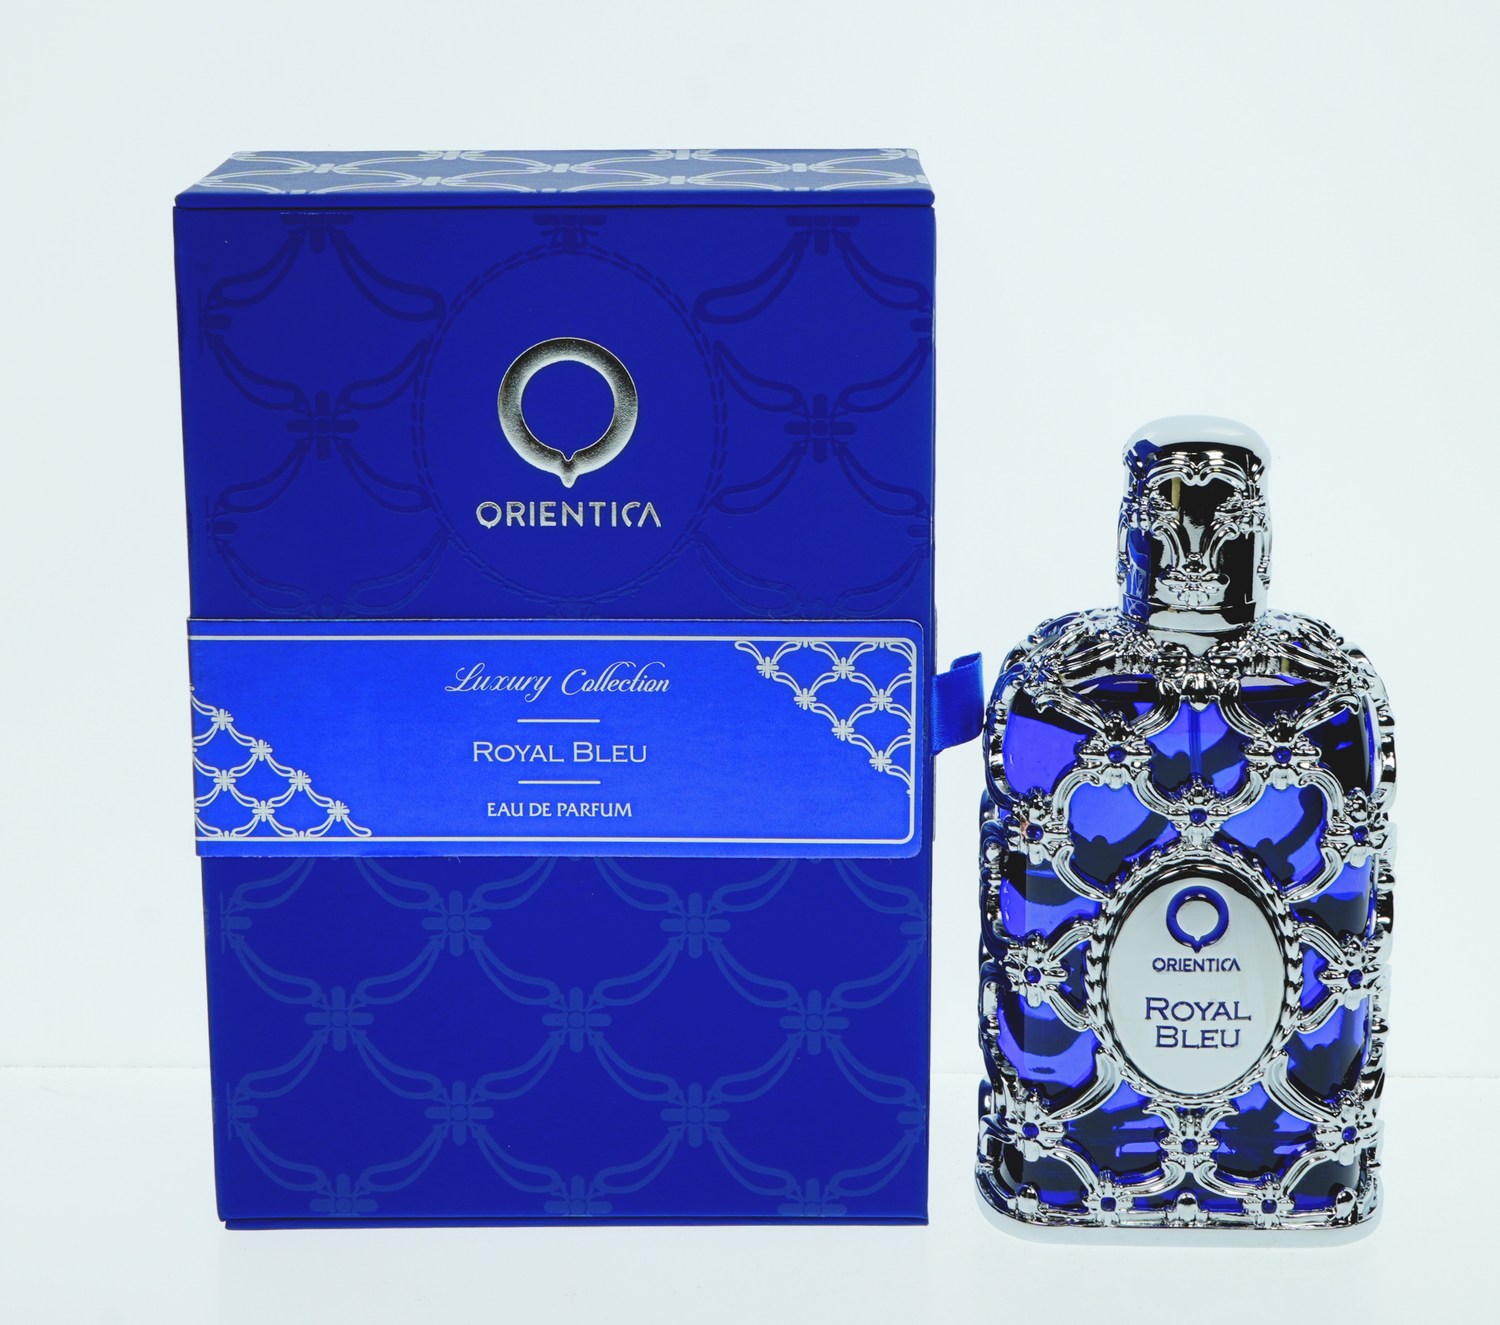 ORIENTICA
Luxury Collection
ROYAL BLEU
EAU DE PARFUM
ORIENTICA
ROYAL
BLEU